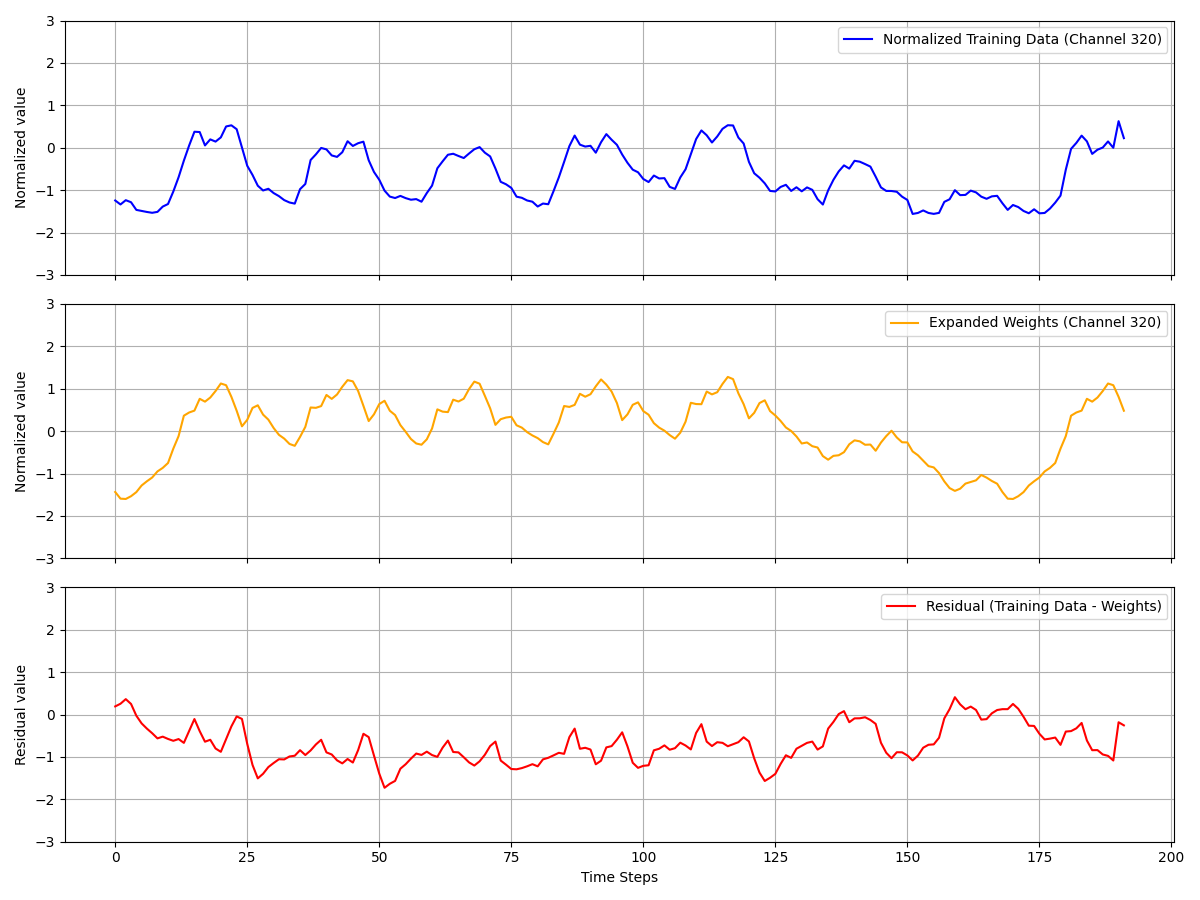 Normalized value
3
2
1
0
−1
−2
−3
Normalized Training Data (Channel 320)
Normalized value
3
2
1
0
−1
−2
−3
Expanded Weights (Channel 320)
Residual value
3
2
1
0
−1
−2
−3
Residual (Training Data - Weights)
0 25 50 75 100 125 150 175 200
Time Steps